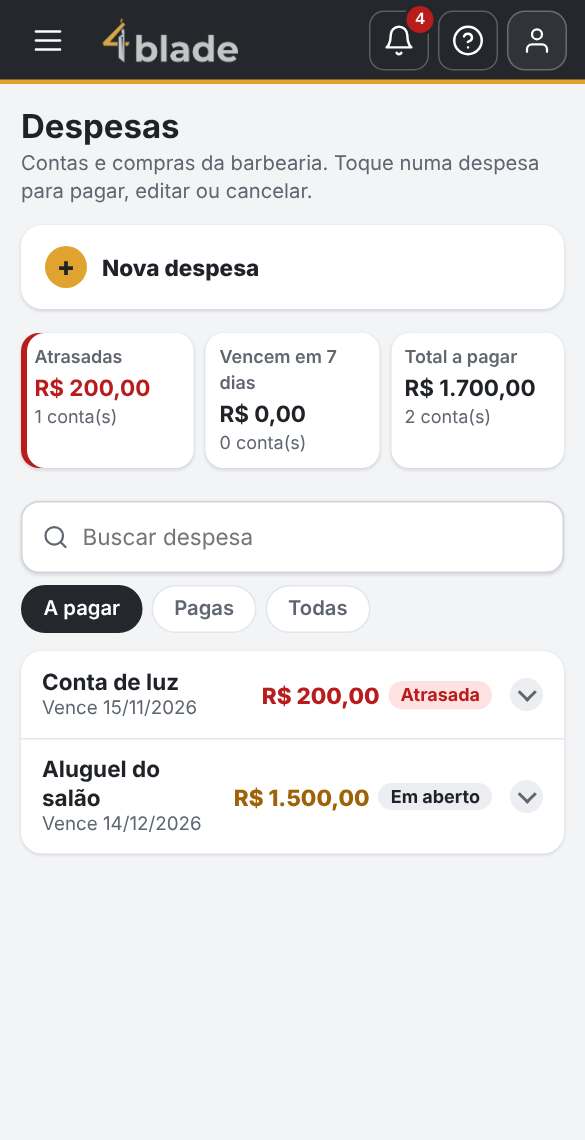 4blade
4
Despesas
Contas e compras da barbearia. Toque numa despesa
para pagar, editar ou cancelar.
+ Nova despesa
Atrasadas
R$ 200,00
1 conta(s)
Vencem em 7
dias
R$ 0,00
0 conta(s)
Total a pagar
R$ 1.700,00
2 conta(s)
Buscar despesa
A pagar
Pagas
Todas
Conta de luz
Vence 15/11/2026
R$ 200,00
Atrasada
Aluguel do
salão
Vence 14/12/2026
R$ 1.500,00
Em aberto